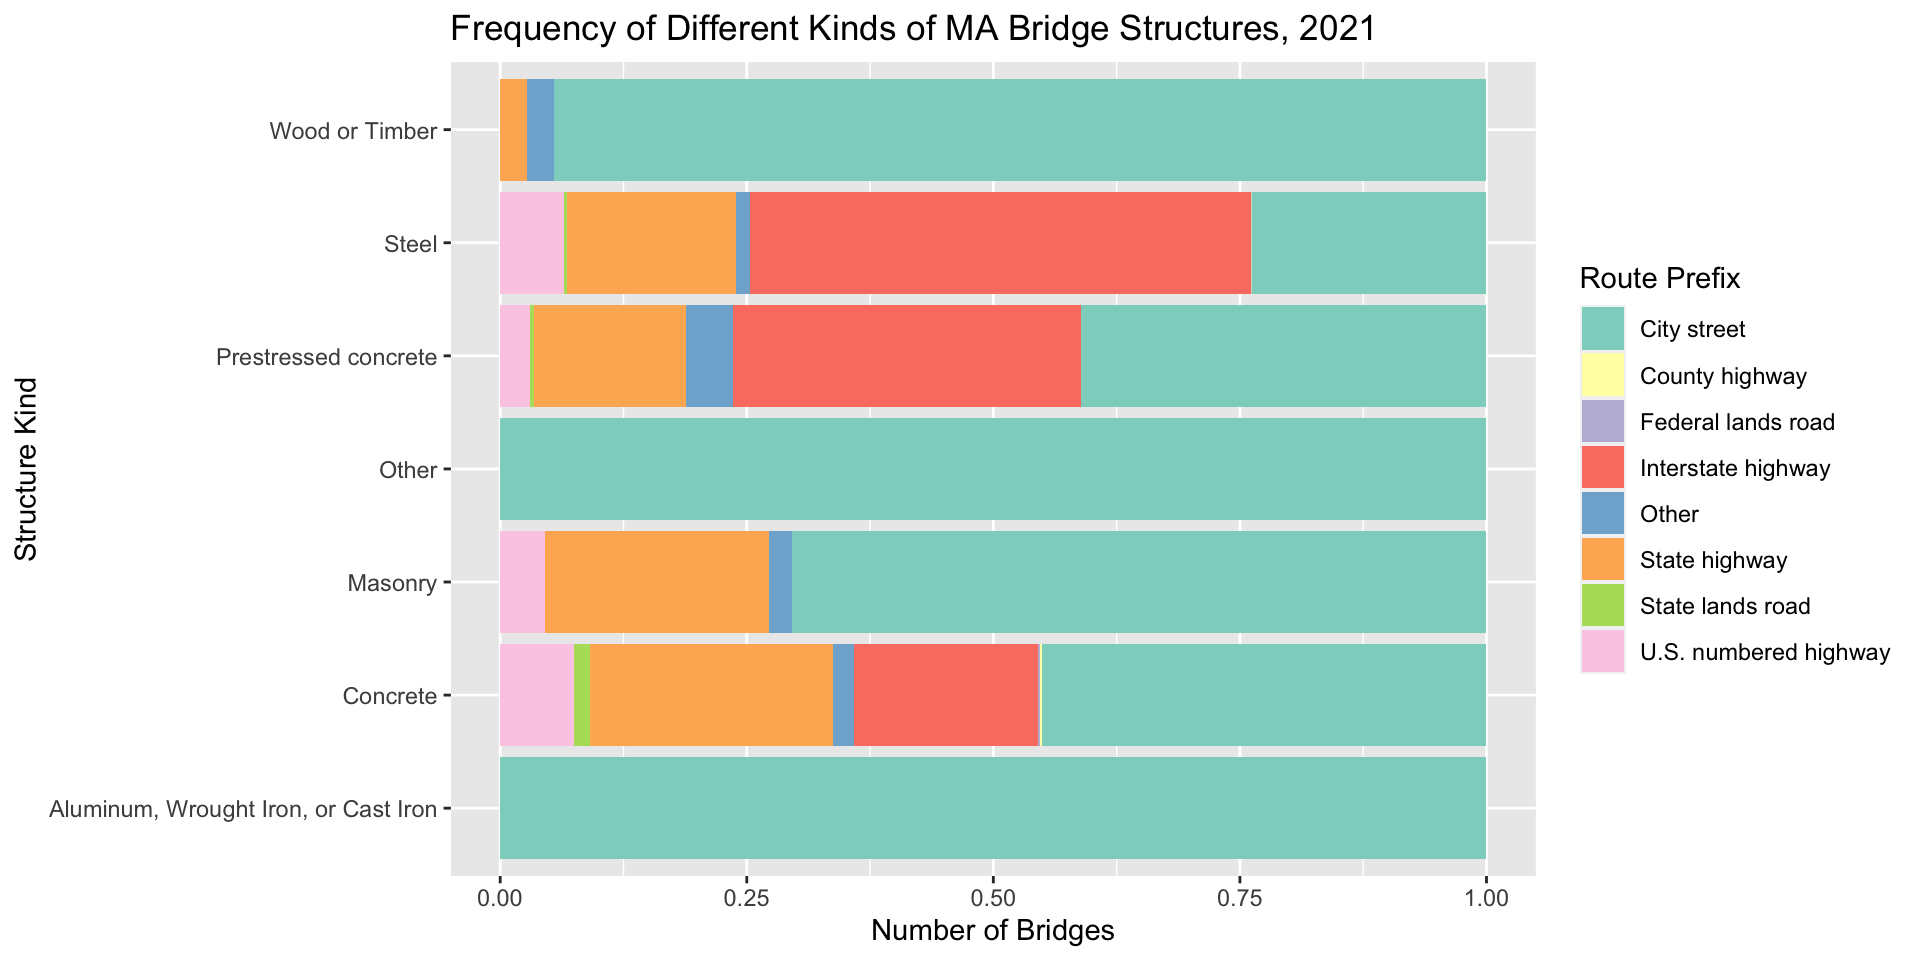 Frequency of Different Kinds of MA Bridge Structures, 2021
Structure Kind
Wood or Timber
Steel
Prestressed concrete
Other
Masonry
Concrete
Aluminum, Wrought Iron, or Cast Iron
0.00 0.25 0.50 0.75 1.00
Number of Bridges
Route Prefix
City street
County highway
Federal lands road
Interstate highway
Other
State highway
State lands road
U.S. numbered highway